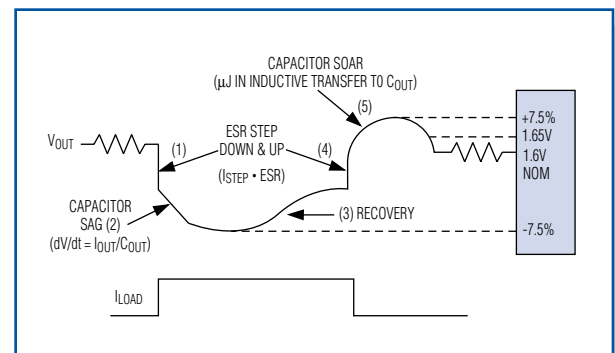 CAPACITOR SOAR
(µJ IN INDUCTIVE TRANSFER TO COUT)
(5)
+7.5%
1.65V
1.6V
NOM
-7.5%
VOUT
(1)
ESR STEP
DOWN & UP
(ISTEP • ESR)
(4)
CAPACITOR
SAG (2)
(dV/dt = IOUT/COUT)
(3) RECOVERY
ILOAD